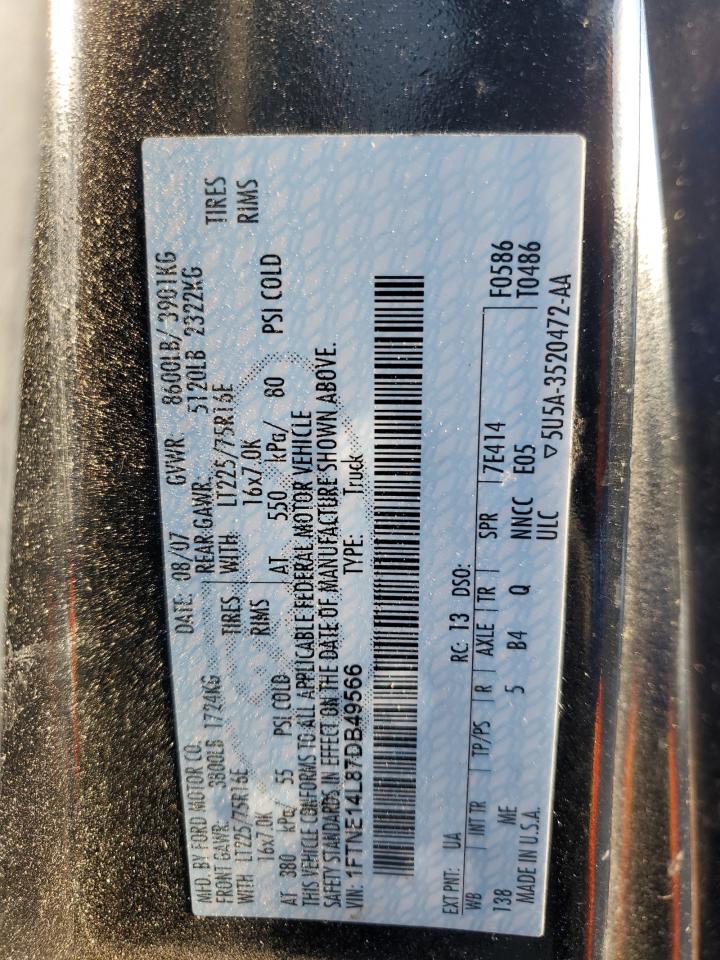 MFD. BY FORD MOTOR CO.
DATE: 08/07 GVWR: 8600LB/ 3901KG
FRONT GAWR: 3800LB 1724KG REAR GAWR: 5120LB 2322KG
WITH LT225/75R16E TIRES WITH LT225/75R16E TIRES
16x7.0K RIMS 16x7.0K RIMS
AT 380 kPa/ 55 PSI COLD AT 550 kPa/ 80 PSI COLD
THIS VEHICLE CONFORMS TO ALL APPLICABLE FEDERAL MOTOR VEHICLE
SAFETY STANDARDS IN EFFECT ON THE DATE OF MANUFACTURE SHOWN ABOVE.
VIN: 1FTNE14L87DB49566 TYPE: Truck
EXT PNT: UA RC: 13 DSO: F0586
T0486
WB INT TR TP/PS R AXLE TR SPR 7E414
138 ME 5 B4 Q NNCC E05
MADE IN U.S.A. ULC ▽ 5U5A-3520472-AA